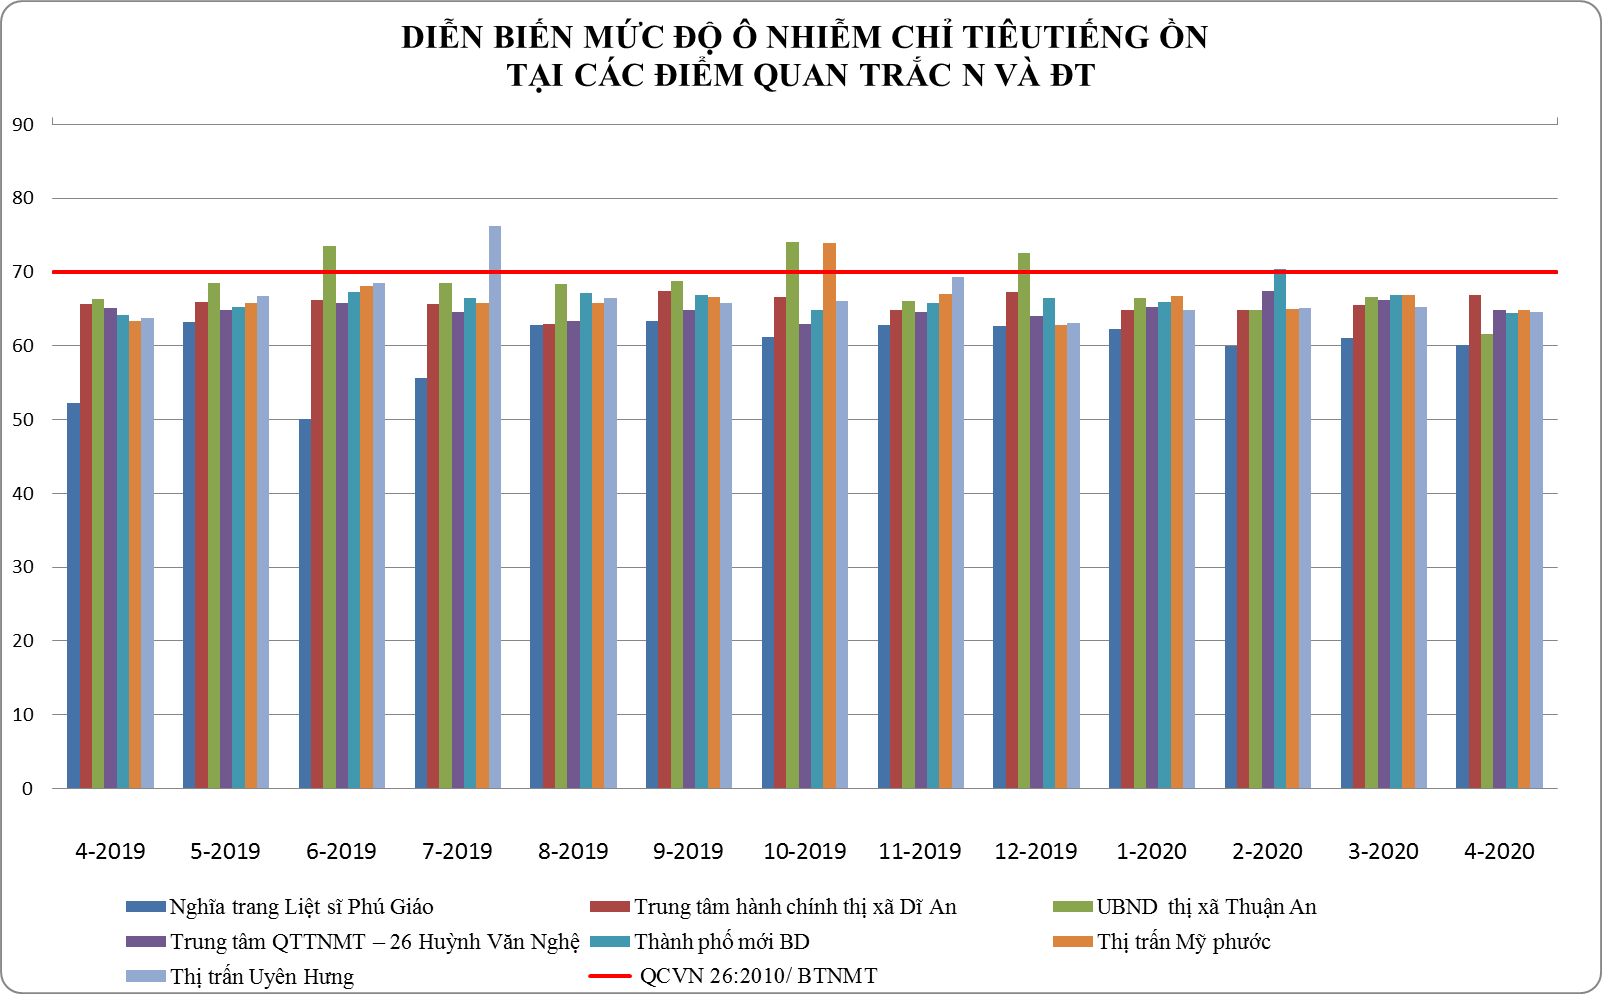 DIỄN BIẾN MỨC ĐỘ Ô NHIỄM CHỈ TIÊUTIẾNG ỒN
TẠI CÁC ĐIỂM QUAN TRẮC N VÀ ĐT
90
80
70
60
50
40
30
20
10
0
4-2019 5-2019 6-2019 7-2019 8-2019 9-2019 10-2019 11-2019 12-2019 1-2020 2-2020 3-2020 4-2020
Nghĩa trang Liệt sĩ Phú Giáo Trung tâm hành chính thị xã Dĩ An UBND thị xã Thuận An
Trung tâm QTTNMT – 26 Huỳnh Văn Nghệ Thành phố mới BD Thị trấn Mỹ phước
Thị trấn Uyên Hưng QCVN 26:2010/ BTNMT